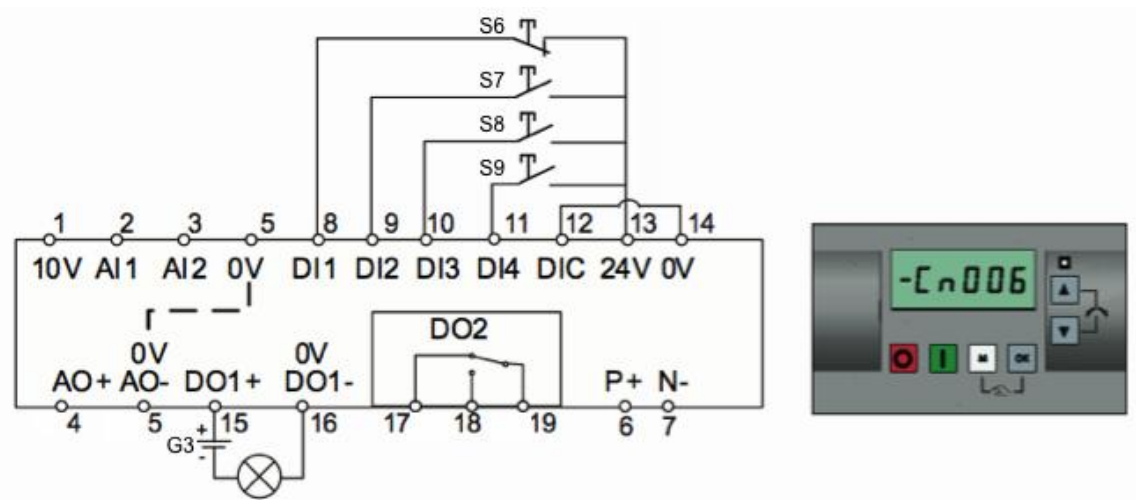 S6
S7
S8
S9
1 2 3 5 8 9 10 11 12 13 14
10V AI1 AI2 0V DI1 DI2 DI3 DI4 DIC 24V 0V
-Cn006
DO2
0V 0V
AO+ AO- DO1+ DO1- P+ N-
M OK
4 5 15 16 17 18 19 6 7
+
G3
-